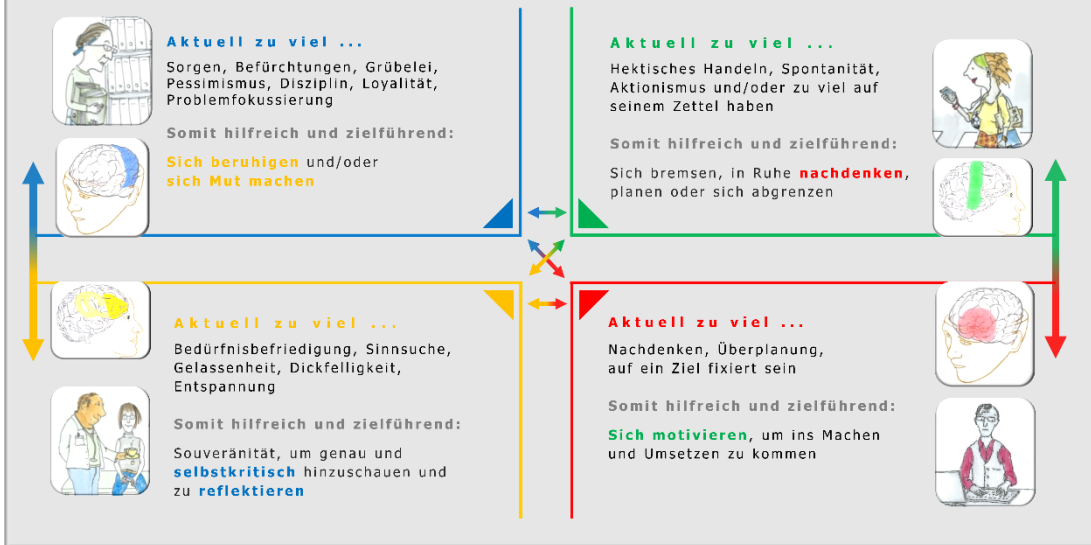 Aktuell zu viel ...
Sorgen, Befürchtungen, Grübelei,
Pessimismus, Disziplin, Loyalität,
Problemfokussierung
Somit hilfreich und zielführend:
Sich beruhigen und/oder
sich Mut machen
Aktuell zu viel ...
Hektisches Handeln, Spontanität,
Aktionismus und/oder zu viel auf
seinem Zettel haben
Somit hilfreich und zielführend:
Sich bremsen, in Ruhe nachdenken,
planen oder sich abgrenzen
Aktuell zu viel ...
Bedürfnisbefriedigung, Sinnsuche,
Gelassenheit, Dickfelligkeit,
Entspannung
Somit hilfreich und zielführend:
Souveränität, um genau und
selbstkritisch hinzuschauen und
zu reflektieren
Aktuell zu viel ...
Nachdenken, Überplanung,
auf ein Ziel fixiert sein
Somit hilfreich und zielführend:
Sich motivieren, um ins Machen
und Umsetzen zu kommen